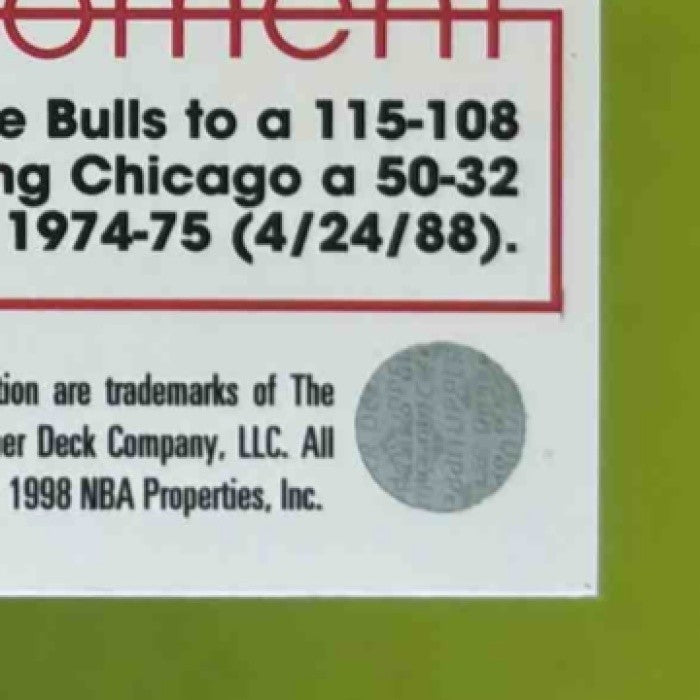 oment
e Bulls to a 115-108
ng Chicago a 50-32
1974-75 (4/24/88).
tion are trademarks of The
er Deck Company, LLC. All
1998 NBA Properties, Inc.